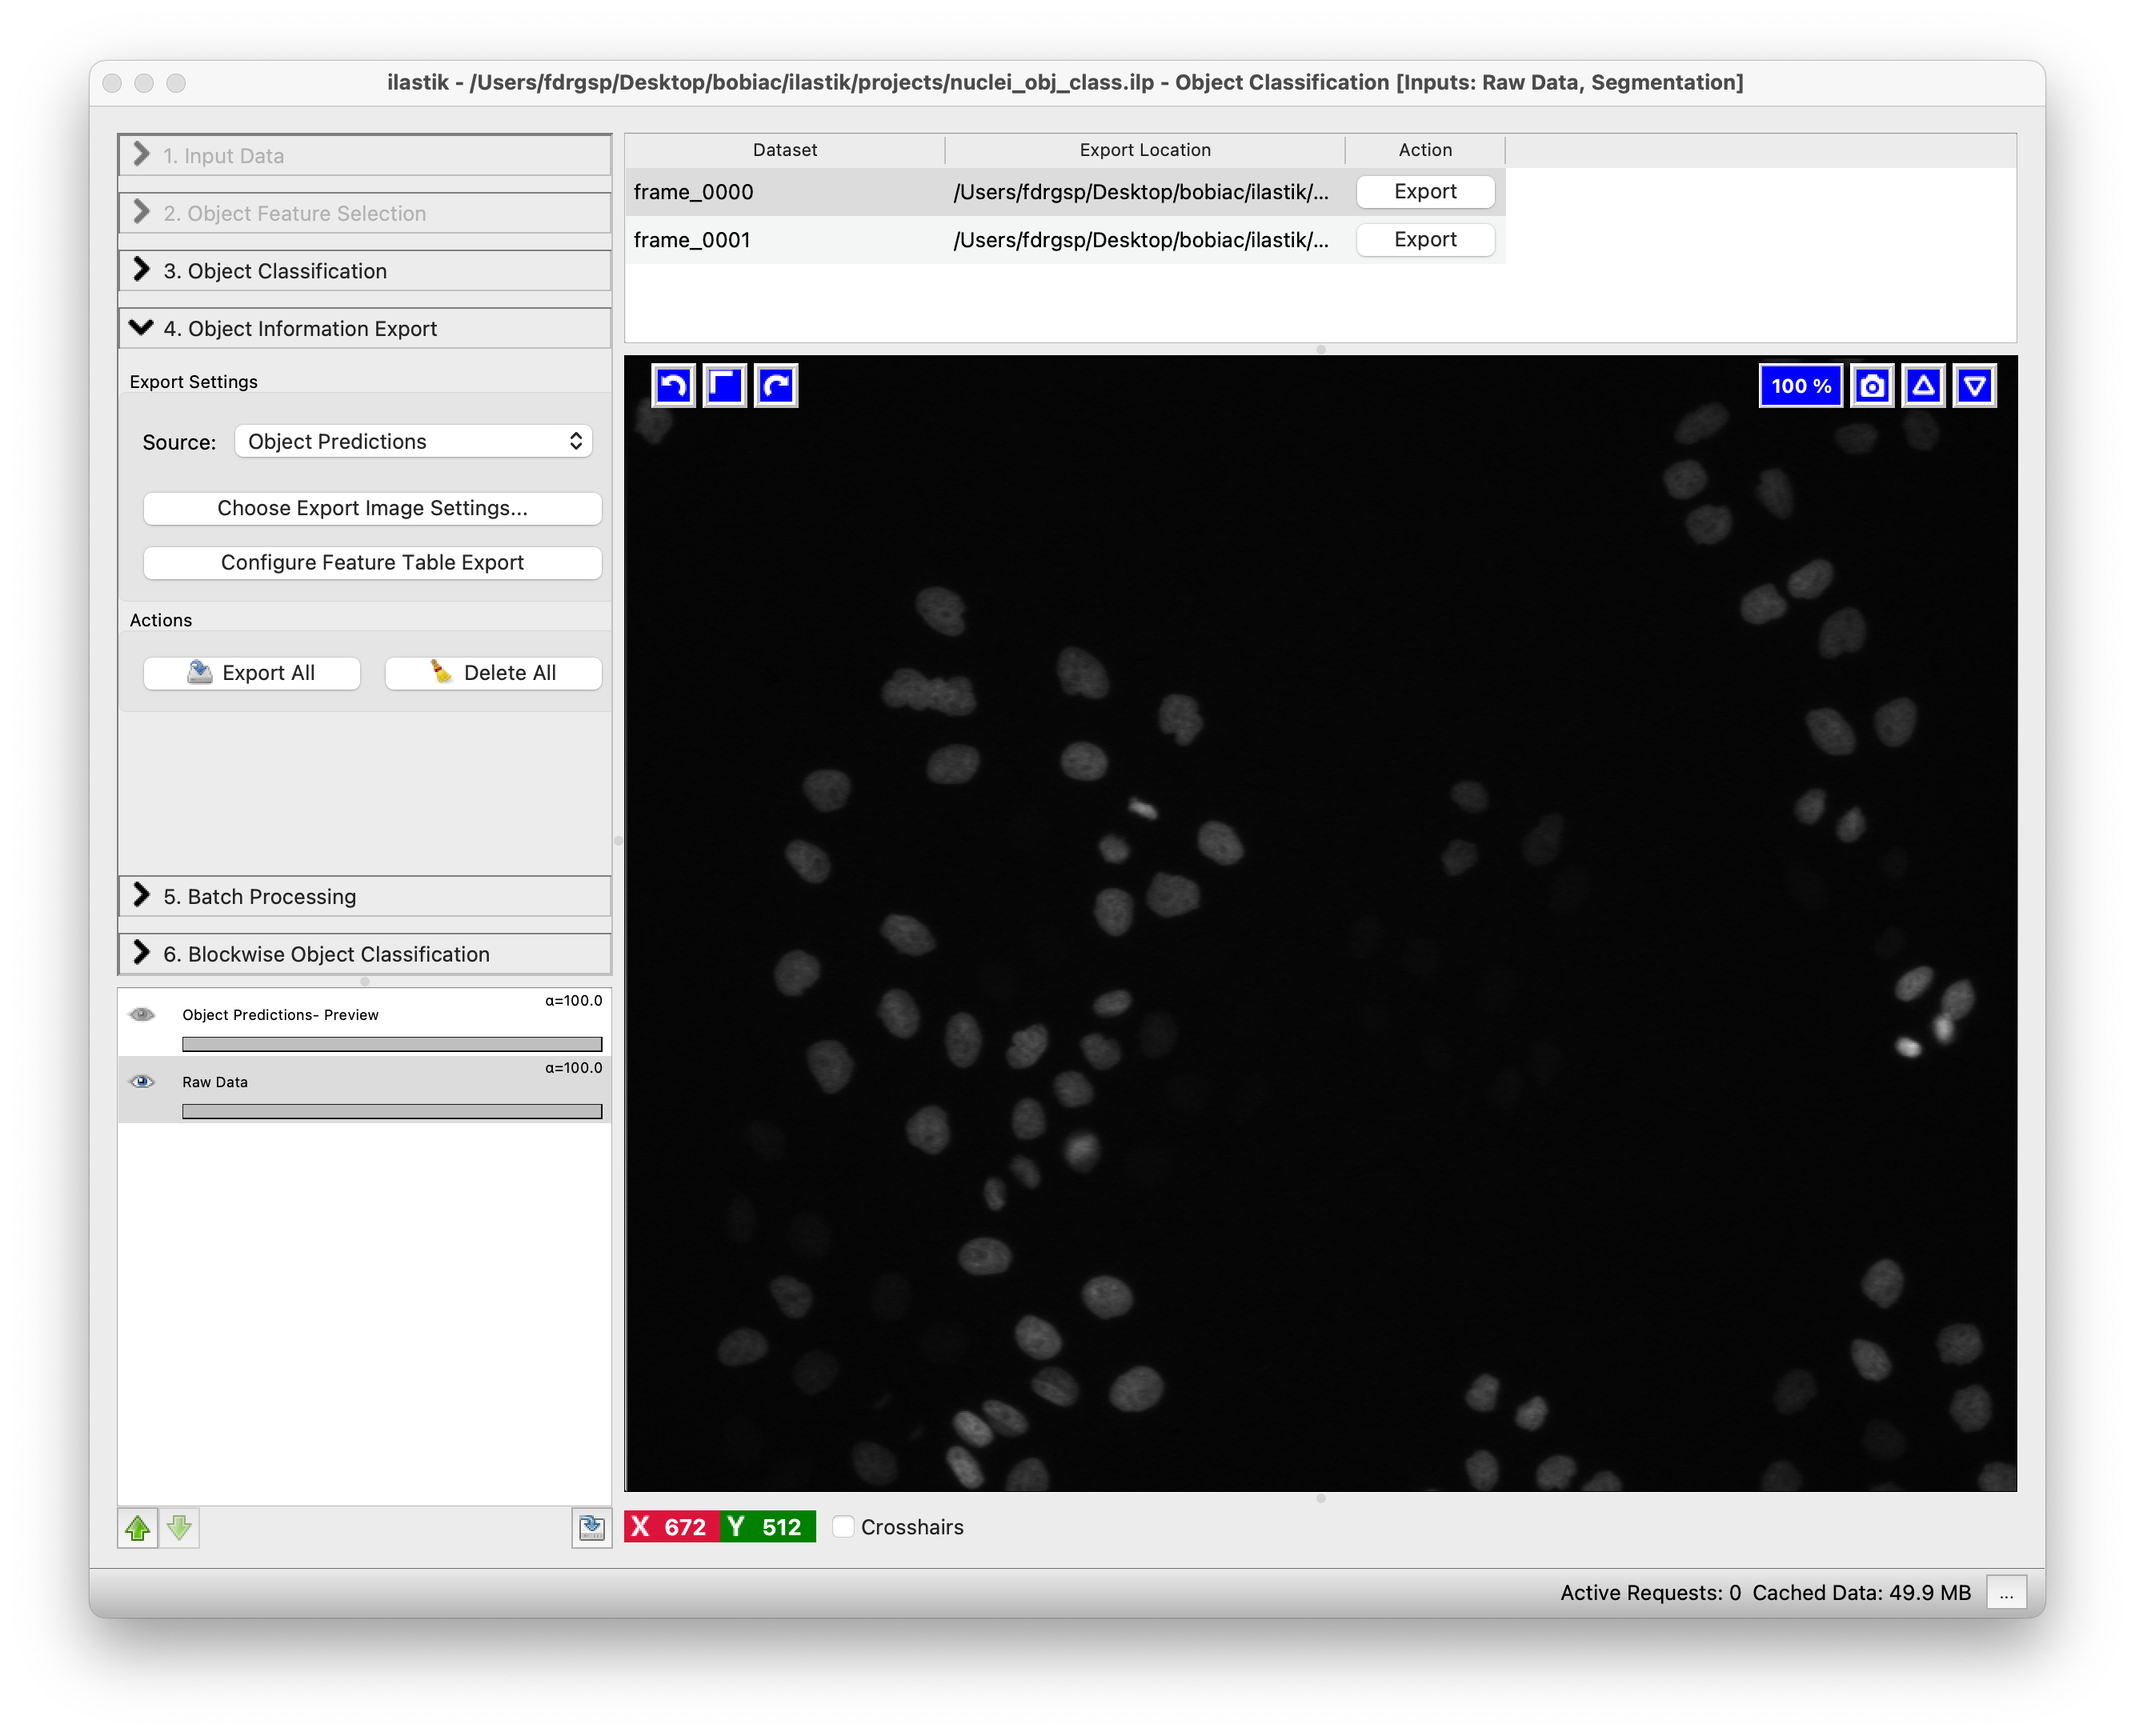 ilastik - /Users/fdrgsp/Desktop/bobiac/ilastik/projects/nuclei_obj_class.ilp - Object Classification [Inputs: Raw Data, Segmentation]
1. Input Data
2. Object Feature Selection
3. Object Classification
4. Object Information Export
Export Settings
Source: Object Predictions
Choose Export Image Settings...
Configure Feature Table Export
Actions
Export All Delete All
5. Batch Processing
6. Blockwise Object Classification
α=100.0
Object Predictions- Preview
α=100.0
Raw Data
Dataset Export Location Action
frame_0000 /Users/fdrgsp/Desktop/bobiac/ilastik/... Export
frame_0001 /Users/fdrgsp/Desktop/bobiac/ilastik/... Export
100 %
X 672 Y 512 Crosshairs
Active Requests: 0 Cached Data: 49.9 MB ...